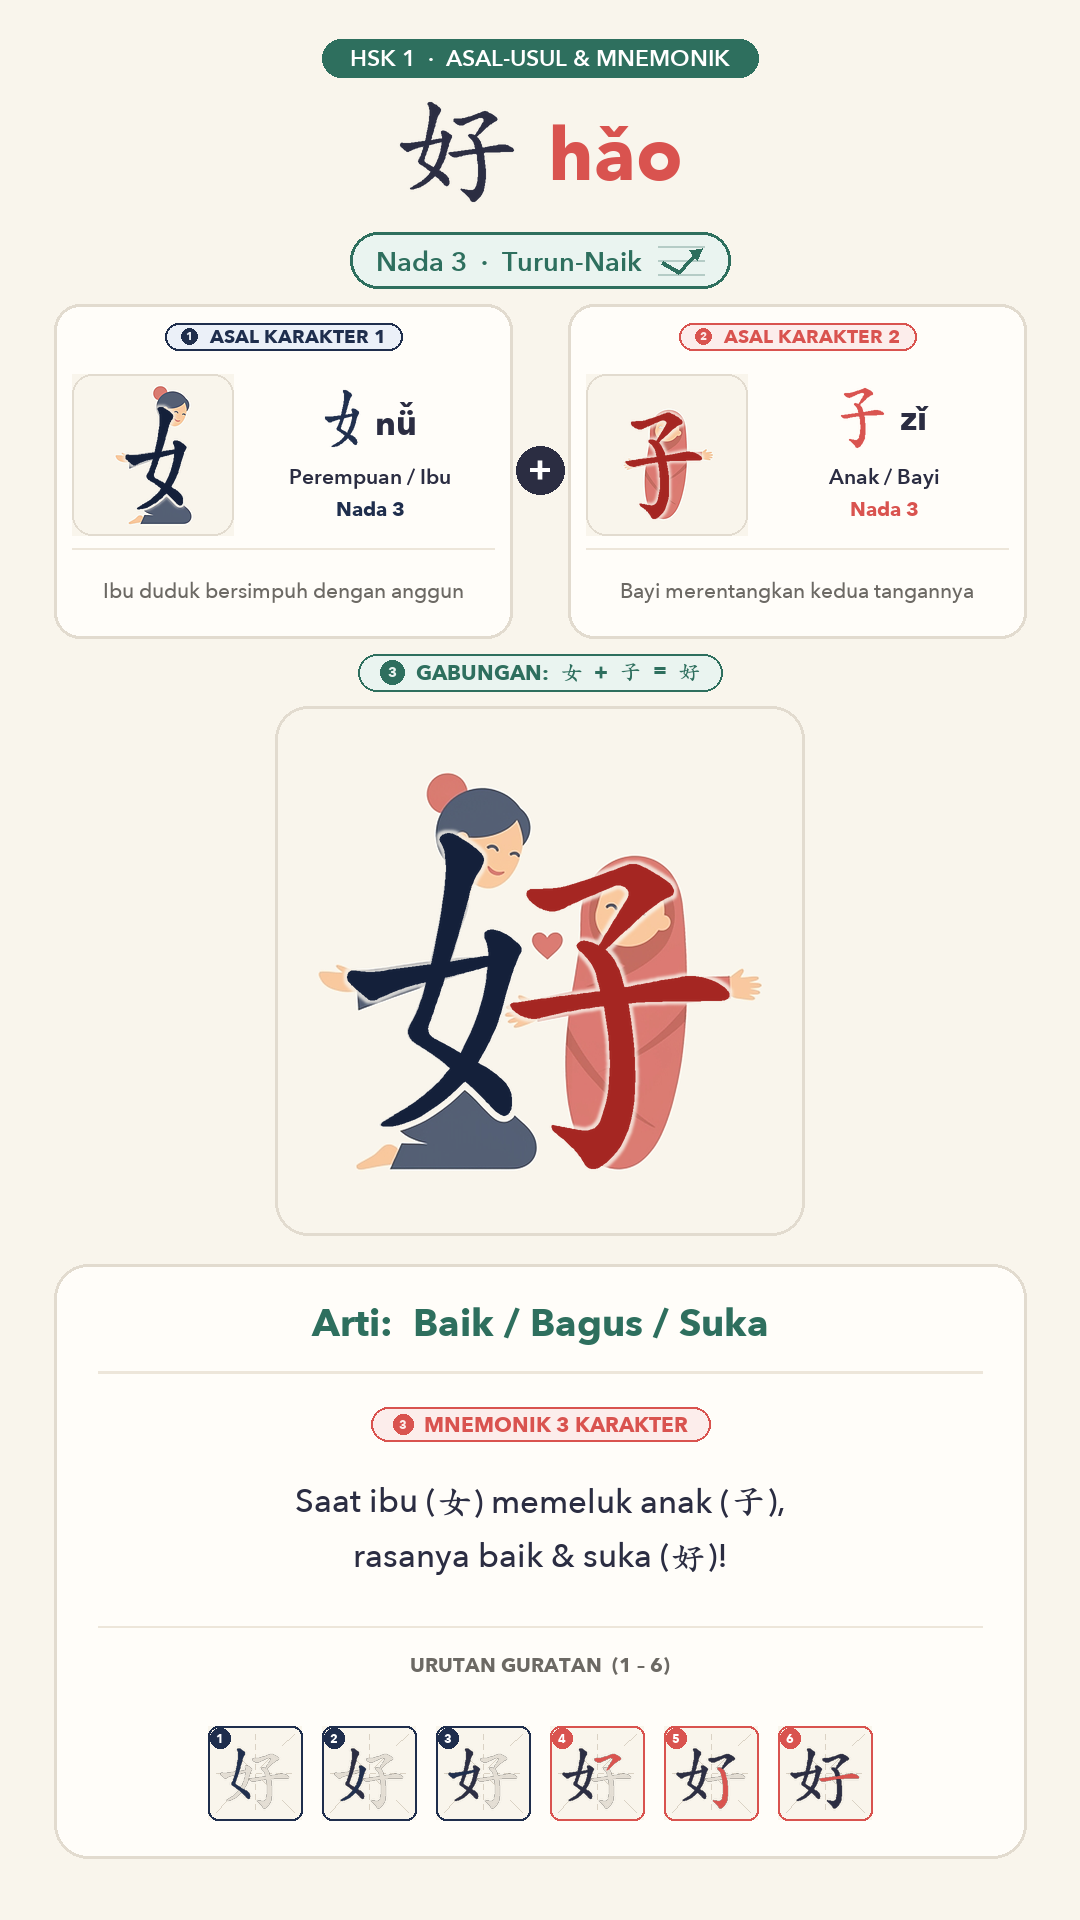 HSK 1 · ASAL-USUL & MNEMONIK
好 hǎo
Nada 3 · Turun-Naik
1 ASAL KARAKTER 1
女 nǚ
Perempuan / Ibu
Nada 3
Ibu duduk bersimpuh dengan anggun
+
2 ASAL KARAKTER 2
子 zǐ
Anak / Bayi
Nada 3
Bayi merentangkan kedua tangannya
3 GABUNGAN: 女 + 子 = 好
女子
Arti: Baik / Bagus / Suka
3 MNEMONIK 3 KARAKTER
Saat ibu (女) memeluk anak (子),
rasanya baik & suka (好)!
URUTAN GURATAN (1 – 6)
1 2 3 4 5 6
好 好 好 好 好 好